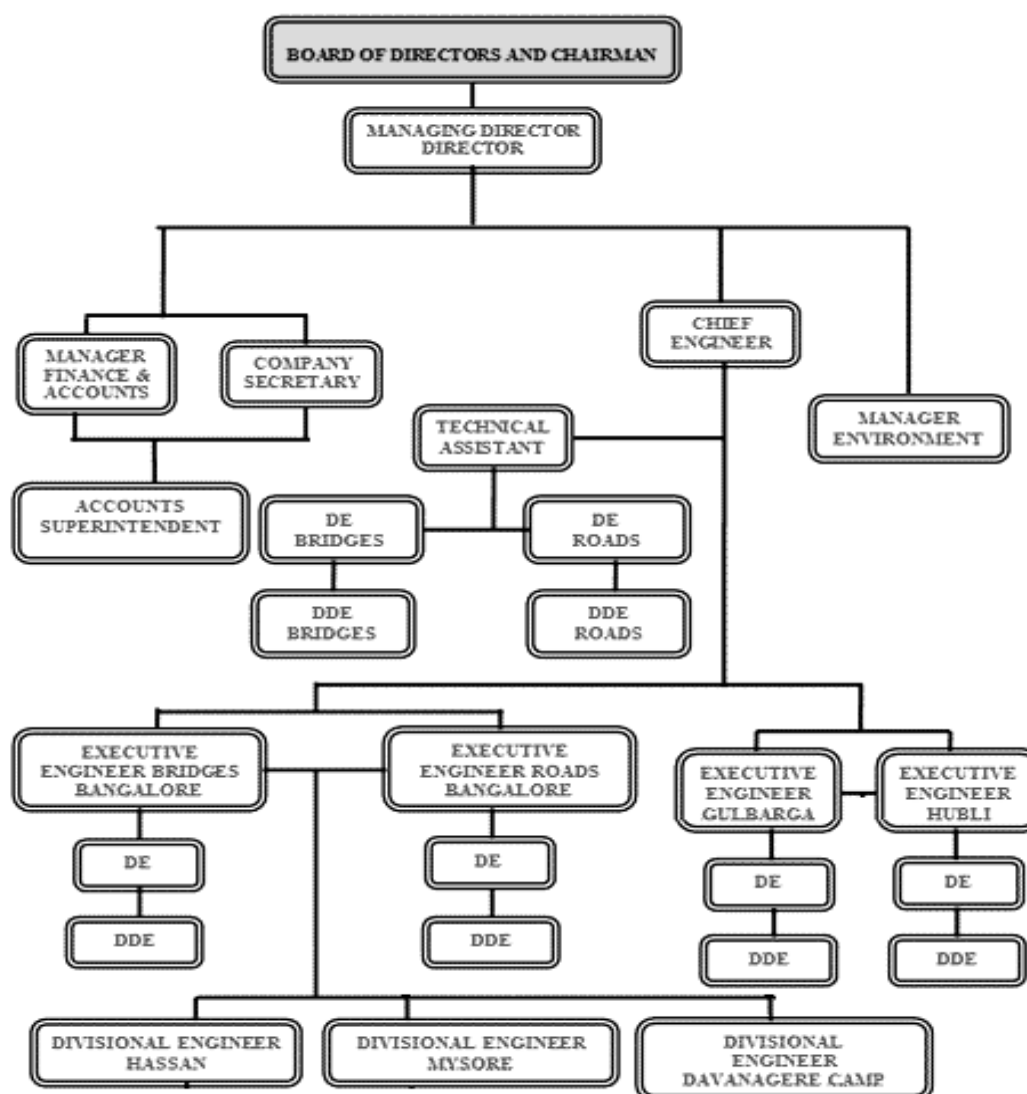 BOARD OF DIRECTORS AND CHAIRMAN
MANAGING DIRECTOR
DIRECTOR
MANAGER
FINANCE &
ACCOUNTS
COMPANY
SECRETARY
CHIEF
ENGINEER
MANAGER
ENVIRONMENT
TECHNICAL
ASSISTANT
ACCOUNTS
SUPERINTENDENT
DE
BRIDGES
DE
ROADS
DDE
BRIDGES
DDE
ROADS
EXECUTIVE
ENGINEER BRIDGES
BANGALORE
EXECUTIVE
ENGINEER ROADS
BANGALORE
EXECUTIVE
ENGINEER
GULBARGA
EXECUTIVE
ENGINEER
HUBLI
DE
DE
DE
DE
DDE
DDE
DDE
DDE
DIVISIONAL ENGINEER
HASSAN
DIVISIONAL ENGINEER
MYSORE
DIVISIONAL
ENGINEER
DAVANAGERE CAMP